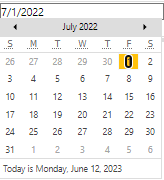 7/1/2022
July 2022
S M T W T F S
26 27 28 29 30 0 2
3 4 5 6 7 8 9
10 11 12 13 14 15 16
17 18 19 20 21 22 23
24 25 26 27 28 29 30
31 1 2 3 4 5 6
Today is Monday, June 12, 2023